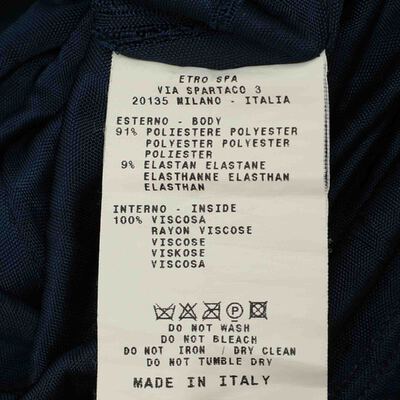 ETRO SPA
VIA SPARTACO 3
20135 MILANO - ITALIA
ESTERNO - BODY
91% POLIESTERE POLYESTER
POLYESTER POLYESTER
POLIESTER
9% ELASTAN ELASTANE
ELASTHANNE ELASTHAN
ELASTHAN
INTERNO - INSIDE
100% VISCOSA
RAYON VISCOSE
VISCOSE
VISKOSE
VISCOSA
P
DO NOT WASH
DO NOT BLEACH
DO NOT IRON / DRY CLEAN
DO NOT TUMBLE DRY
MADE IN ITALY